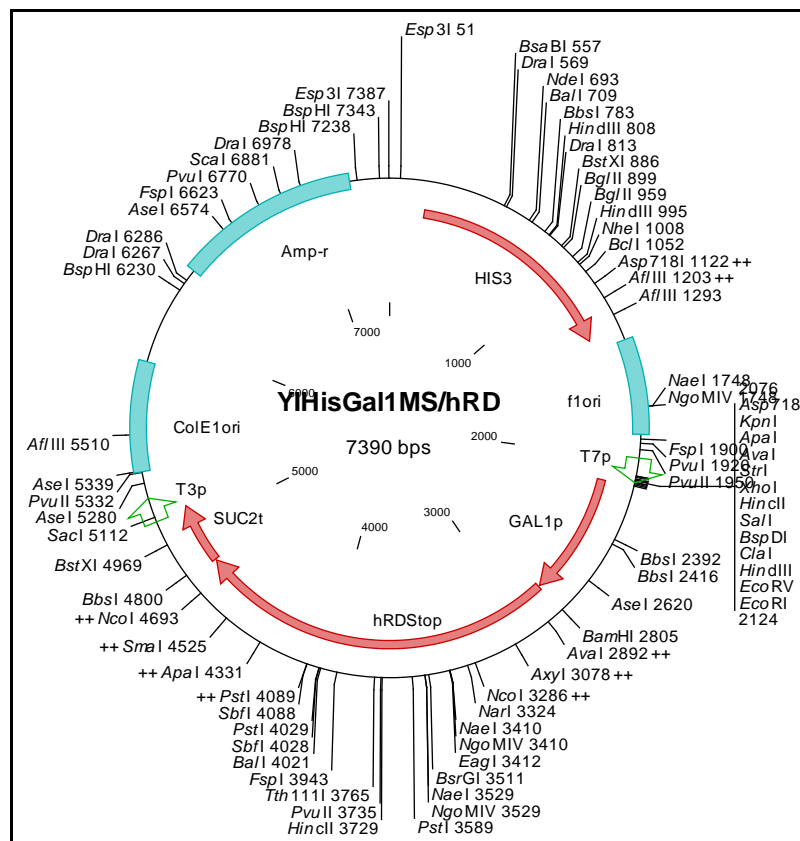 Esp3I 51
BsaBI 557
DraI 569
NdeI 693
BalI 709
BbsI 783
HindIII 808
DraI 813
BstXI 886
BglII 899
BglII 959
HindIII 995
NheI 1008
BclI 1052
Asp718I 1122 ++
AflIII 1203 ++
AflIII 1293
NaeI 1748
NgoMIV 1748
2076
Asp718
KpnI
ApaI
AvaI
StrI
XhoI
HincII
SalI
BspDI
ClaI
HindIII
EcoRV
EcoRI
2124
FspI 1900
PvuI 1920
PvuII 1950
BbsI 2392
BbsI 2416
AseI 2620
BamHI 2805
AvaI 2892 ++
AxyI 3078 ++
NcoI 3286 ++
NarI 3324
NaeI 3410
NgoMIV 3410
EagI 3412
BsrGI 3511
NaeI 3529
NgoMIV 3529
PstI 3589
HincII 3729
PvuII 3735
Tth111I 3765
FspI 3943
BalI 4021
SbfI 4028
PstI 4029
SbfI 4088
++ PstI 4089
++ ApaI 4331
++ SmaI 4525
++ NcoI 4693
BbsI 4800
BstXI 4969
SacI 5112
AseI 5280
PvuII 5332
AseI 5339
AflIII 5510
BspHI 6230
DraI 6267
DraI 6286
AseI 6574
FspI 6623
PvuI 6770
ScaI 6881
DraI 6978
BspHI 7238
BspHI 7343
Esp3I 7387
Amp-r
HIS3
f1ori
T7p
GAL1p
hRDStop
SUC2t
T3p
ColE1ori
7000
1000
6000
2000
5000
3000
4000
YIHisGal1MS/hRD
7390 bps